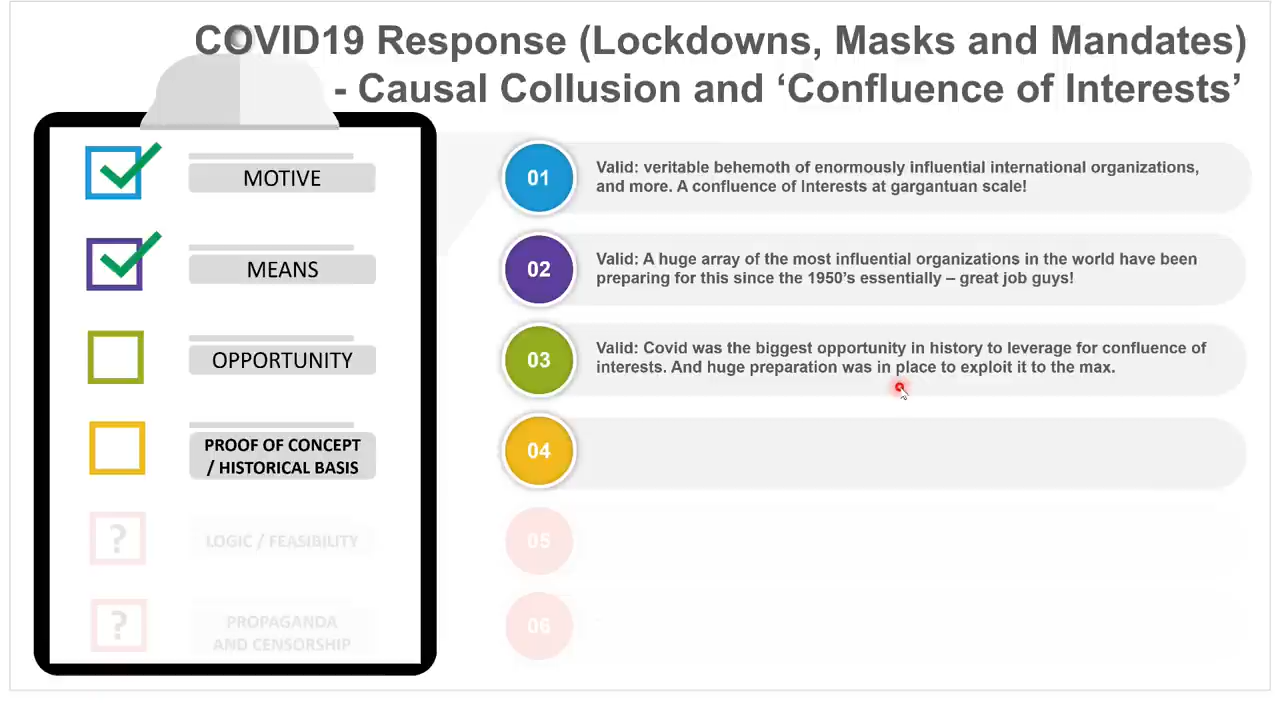 COVID19 Response (Lockdowns, Masks and Mandates)
- Causal Collusion and ‘Confluence of Interests’
MOTIVE
01
Valid: veritable behemoth of enormously influential international organizations,
and more. A confluence of Interests at gargantuan scale!
MEANS
02
Valid: A huge array of the most influential organizations in the world have been
preparing for this since the 1950’s essentially – great job guys!
OPPORTUNITY
03
Valid: Covid was the biggest opportunity in history to leverage for confluence of
interests. And huge preparation was in place to exploit it to the max.
PROOF OF CONCEPT
/ HISTORICAL BASIS
04
?
LOGIC / FEASIBILITY
05
?
PROPAGANDA
AND CENSORSHIP
06